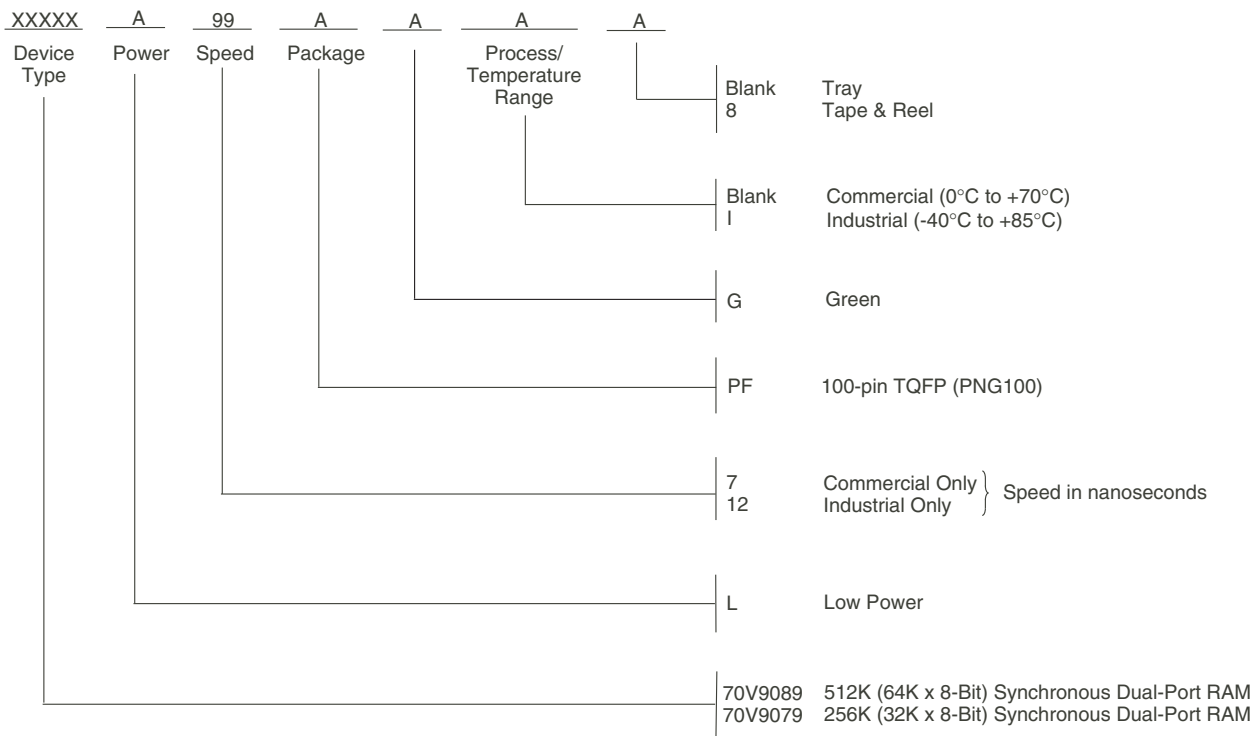 XXXXX A 99 A A A A
Device Type Power Speed Package Process/ Temperature Range
Blank Tray
8 Tape & Reel
Blank Commercial (0°C to +70°C)
I Industrial (-40°C to +85°C)
G Green
PF 100-pin TQFP (PNG100)
7 Commercial Only
12 Industrial Only
Speed in nanoseconds
L Low Power
70V9089 512K (64K x 8-Bit) Synchronous Dual-Port RAM
70V9079 256K (32K x 8-Bit) Synchronous Dual-Port RAM